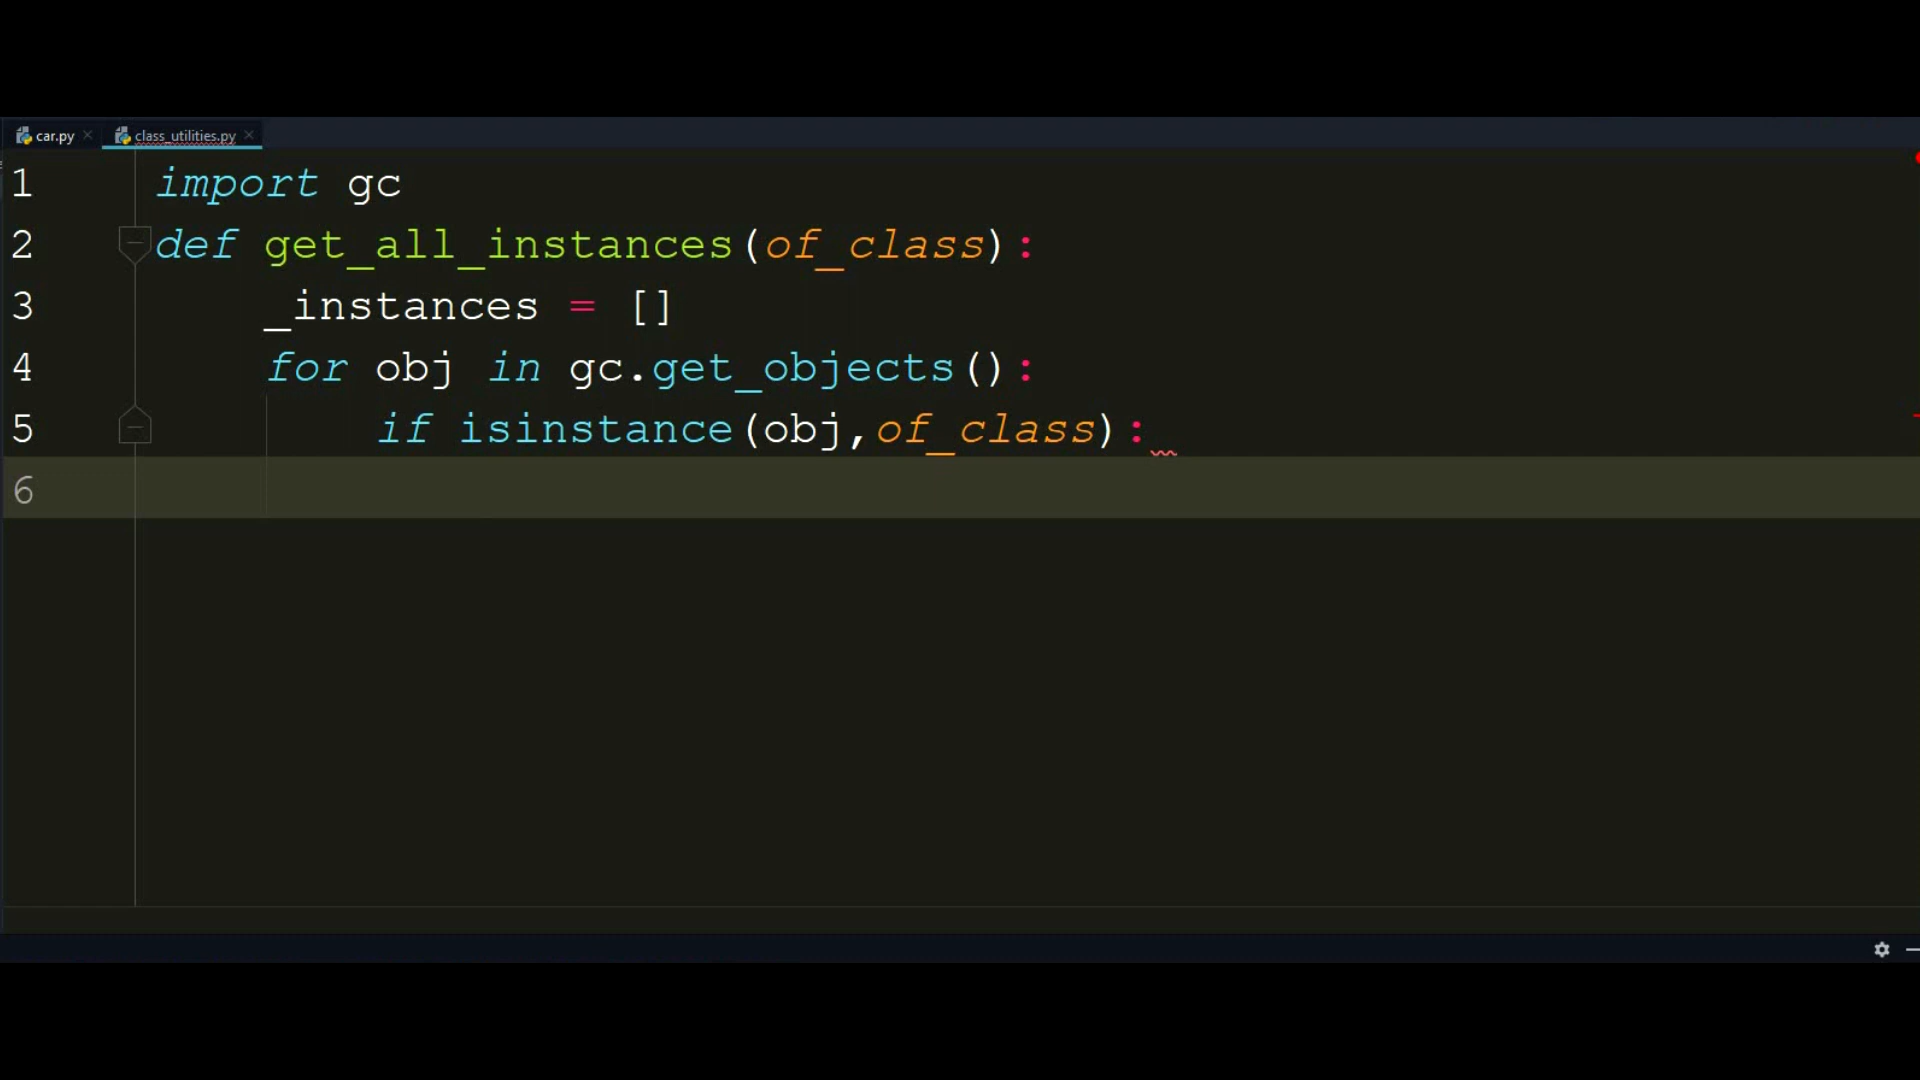 car.py class_utilities.py
1 import gc
2 def get_all_instances(of_class):
3 _instances = []
4 for obj in gc.get_objects():
5 if isinstance(obj,of_class):
6